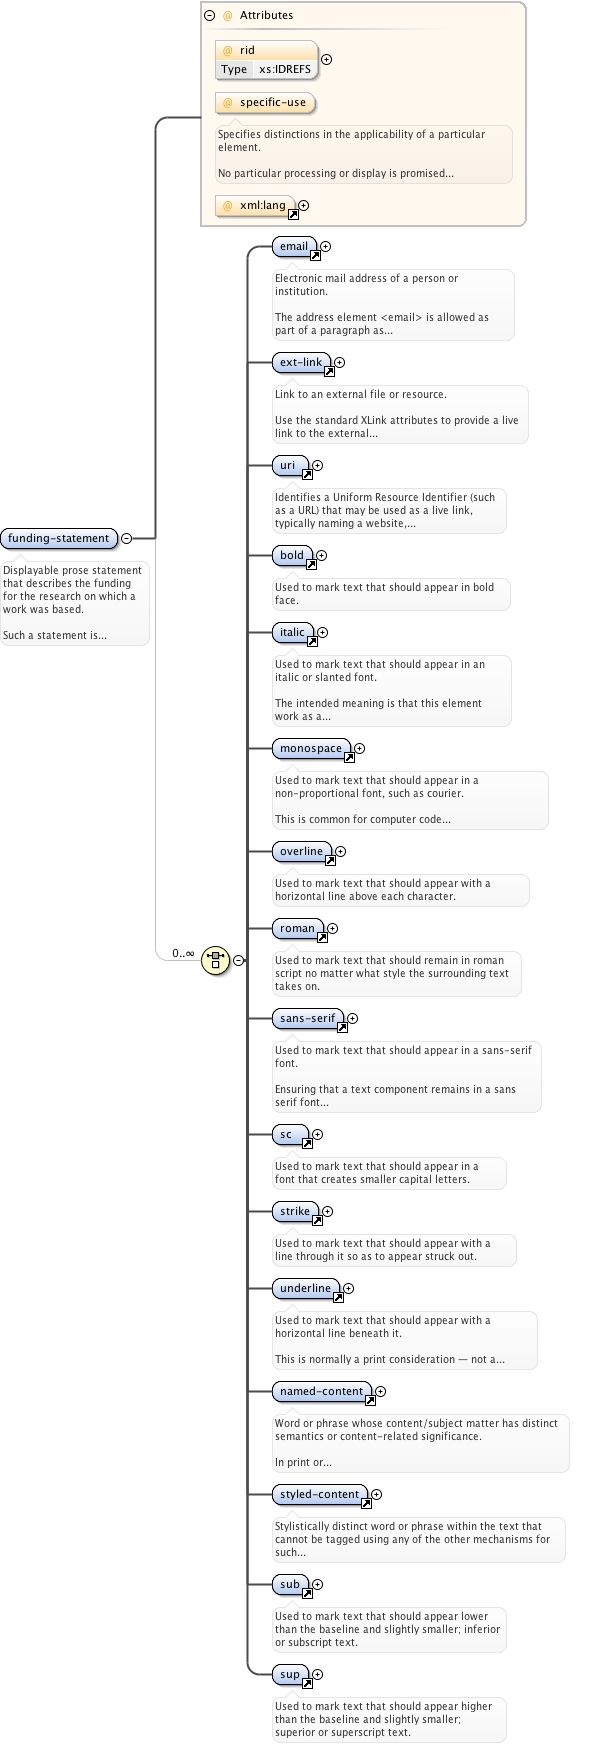 Attributes
@ rid
Type xs:IDREFS
@ specific-use
Specifies distinctions in the applicability of a particular
element.
No particular processing or display is promised...
@ xml:lang
funding-statement
Displayable prose statement
that describes the funding
for the research on which a
work was based.
Such a statement is...
0..∞
email
Electronic mail address of a person or
institution.
The address element <email> is allowed as
part of a paragraph as...
ext-link
Link to an external file or resource.
Use the standard XLink attributes to provide a live
link to the external...
uri
Identifies a Uniform Resource Identifier (such
as a URL) that may be used as a live link,
typically naming a website,...
bold
Used to mark text that should appear in bold
face.
italic
Used to mark text that should appear in an
italic or slanted font.
The intended meaning is that this element
work as a...
monospace
Used to mark text that should appear in a
non-proportional font, such as courier.
This is common for computer code...
overline
Used to mark text that should appear with a
horizontal line above each character.
roman
Used to mark text that should remain in roman
script no matter what style the surrounding text
takes on.
sans-serif
Used to mark text that should appear in a sans-serif
font.
Ensuring that a text component remains in a sans
serif font...
sc
Used to mark text that should appear in a
font that creates smaller capital letters.
strike
Used to mark text that should appear with a
line through it so as to appear struck out.
underline
Used to mark text that should appear with a
horizontal line beneath it.
This is normally a print consideration — not a...
named-content
Word or phrase whose content/subject matter has distinct
semantics or content-related significance.
In print or...
styled-content
Stylistically distinct word or phrase within the text that
cannot be tagged using any of the other mechanisms for
such...
sub
Used to mark text that should appear lower
than the baseline and slightly smaller; inferior
or subscript text.
sup
Used to mark text that should appear higher
than the baseline and slightly smaller;
superior or superscript text.